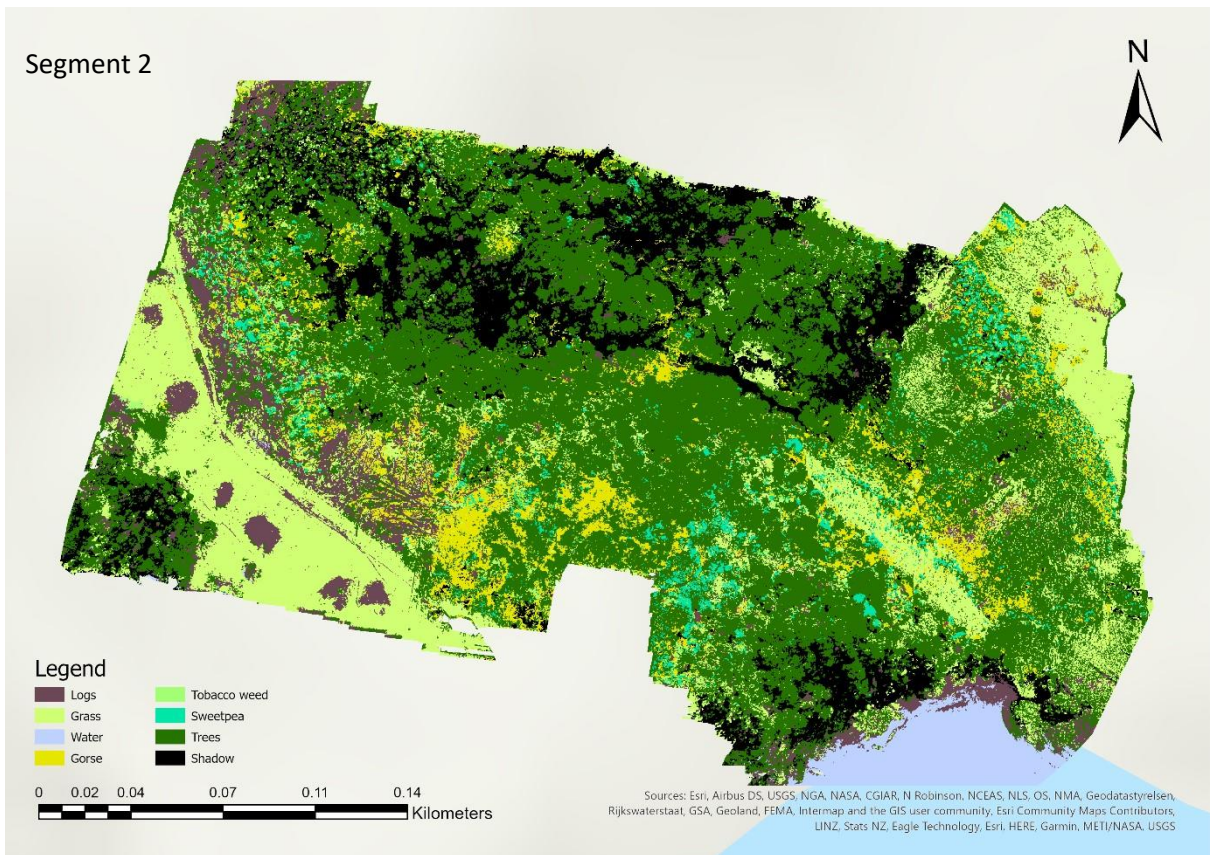 Segment 2
N
Legend
Logs
Grass
Water
Gorse
Tobacco weed
Sweetpea
Trees
Shadow
0 0.02 0.04 0.07 0.11 0.14
Kilometers
Sources: Esri, Airbus DS, USGS, NGA, NASA, CGIAR, N Robinson, NCEAS, NLS, OS, NMA, Geodatastyrelsen,
Rijkswaterstaat, GSA, Geoland, FEMA, Intermap and the GIS user community, Esri Community Maps Contributors,
LINZ, Stats NZ, Eagle Technology, Esri, HERE, Garmin, METI/NASA, USGS